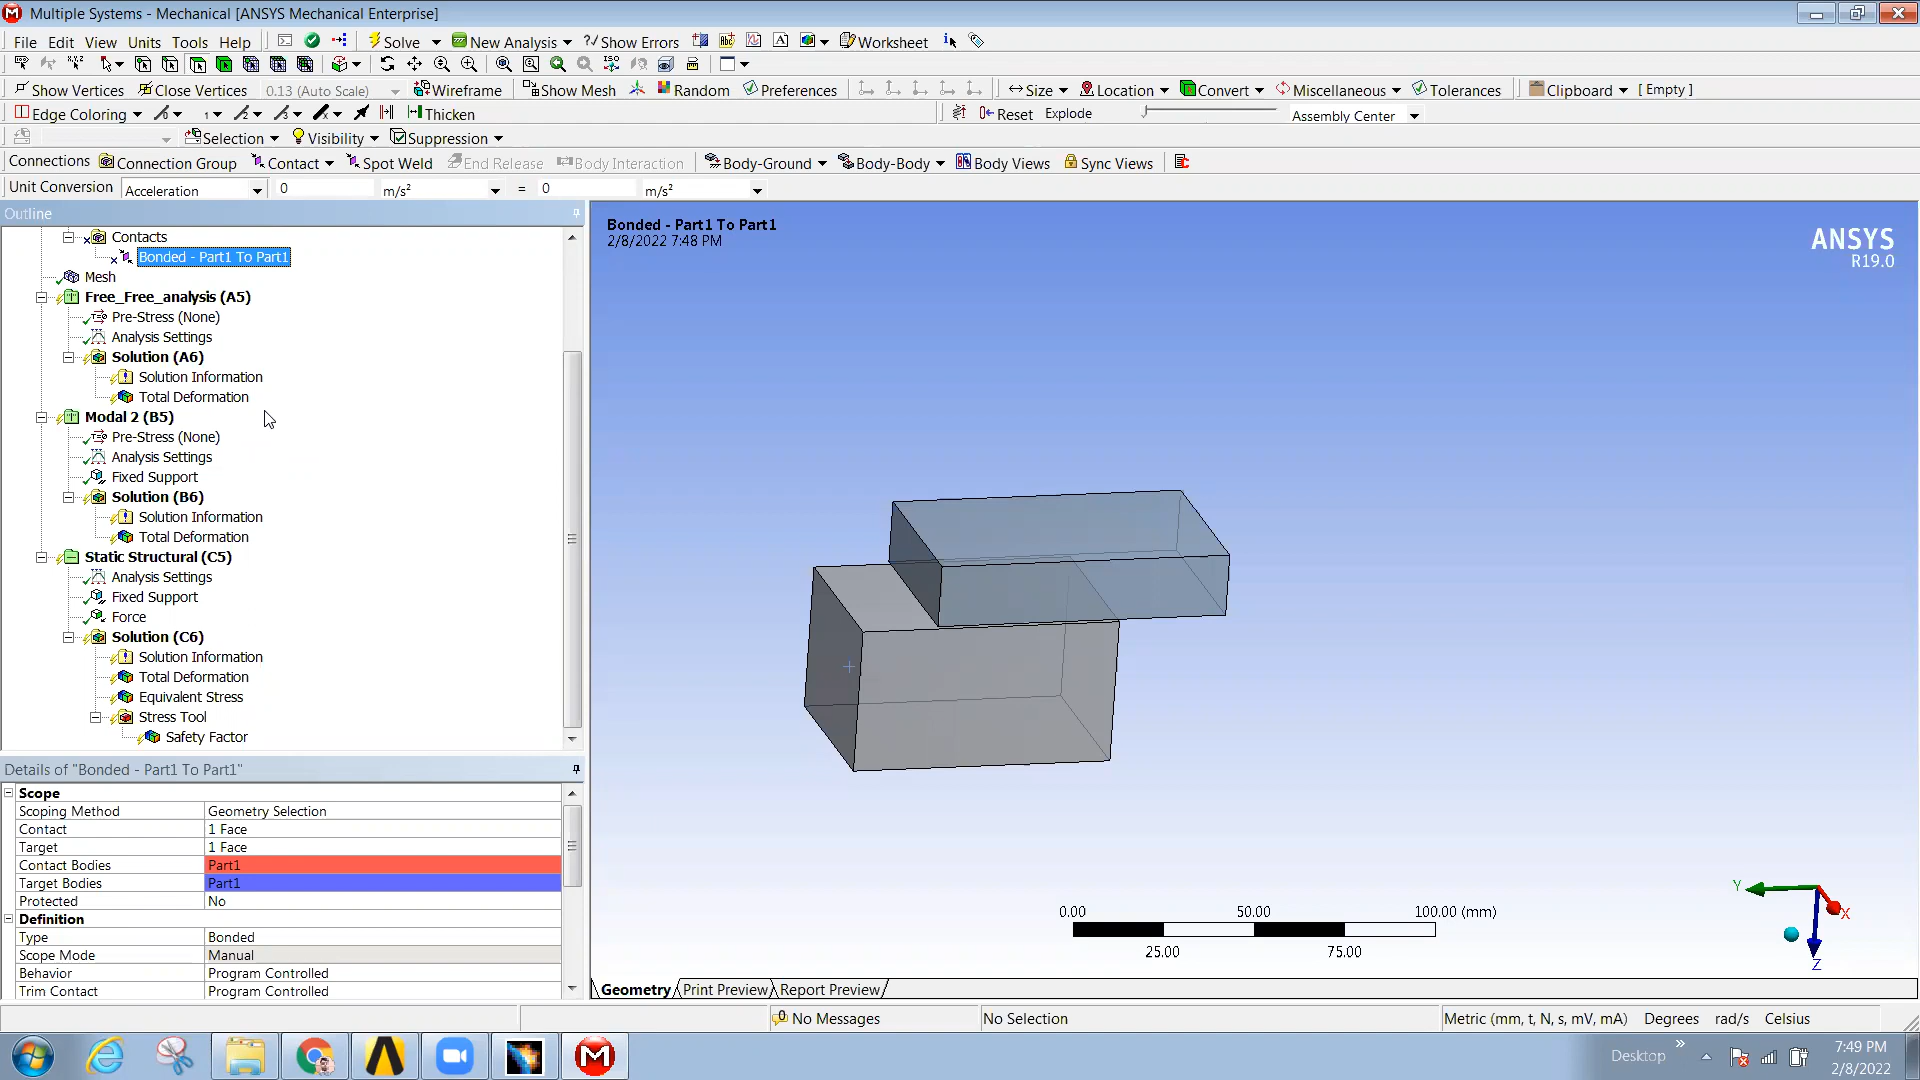 Multiple Systems - Mechanical [ANSYS Mechanical Enterprise]
File Edit View Units Tools Help Solve New Analysis Show Errors Worksheet
Show Vertices Close Vertices 0.13 (Auto Scale) Wireframe Show Mesh Random Preferences Size Location Convert Miscellaneous Tolerances Clipboard [ Empty ]
Edge Coloring Thicken Reset Explode Assembly Center
Selection Visibility Suppression
Connections Connection Group Contact Spot Weld End Release Body Interaction Body-Ground Body-Body Body Views Sync Views
Unit Conversion Acceleration 0 m/s² = 0 m/s²
Outline
Contacts
Bonded - Part1 To Part1
Mesh
Free_Free_analysis (A5)
Pre-Stress (None)
Analysis Settings
Solution (A6)
Solution Information
Total Deformation
Modal 2 (B5)
Pre-Stress (None)
Analysis Settings
Fixed Support
Solution (B6)
Solution Information
Total Deformation
Static Structural (C5)
Analysis Settings
Fixed Support
Force
Solution (C6)
Solution Information
Total Deformation
Equivalent Stress
Stress Tool
Safety Factor
Details of "Bonded - Part1 To Part1"
Scope
Scoping Method Geometry Selection
Contact 1 Face
Target 1 Face
Contact Bodies Part1
Target Bodies Part1
Protected No
Definition
Type Bonded
Scope Mode Manual
Behavior Program Controlled
Trim Contact Program Controlled
Bonded - Part1 To Part1
2/8/2022 7:48 PM
ANSYS
R19.0
0.00 50.00 100.00 (mm)
25.00 75.00
Y
X
Z
Geometry Print Preview Report Preview
No Messages No Selection Metric (mm, t, N, s, mV, mA) Degrees rad/s Celsius
Desktop
7:49 PM
2/8/2022